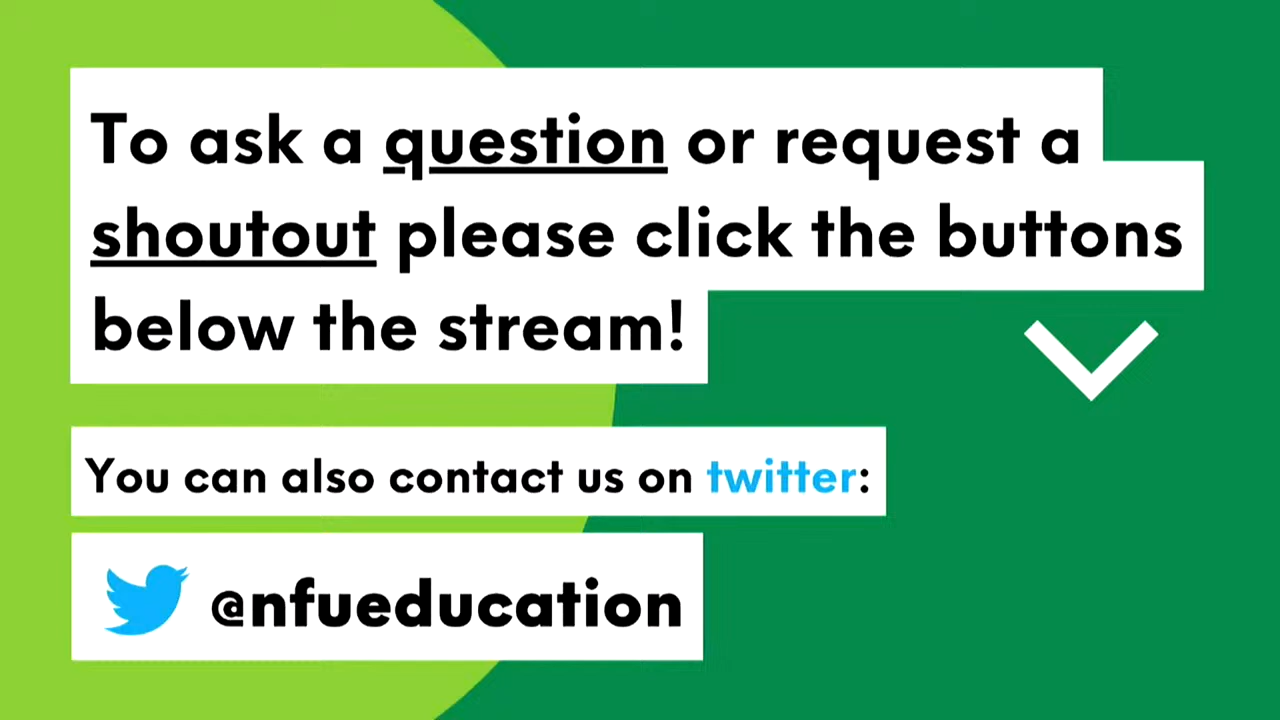 To ask a question or request a
shoutout please click the buttons
below the stream!
You can also contact us on twitter:
@nfueducation